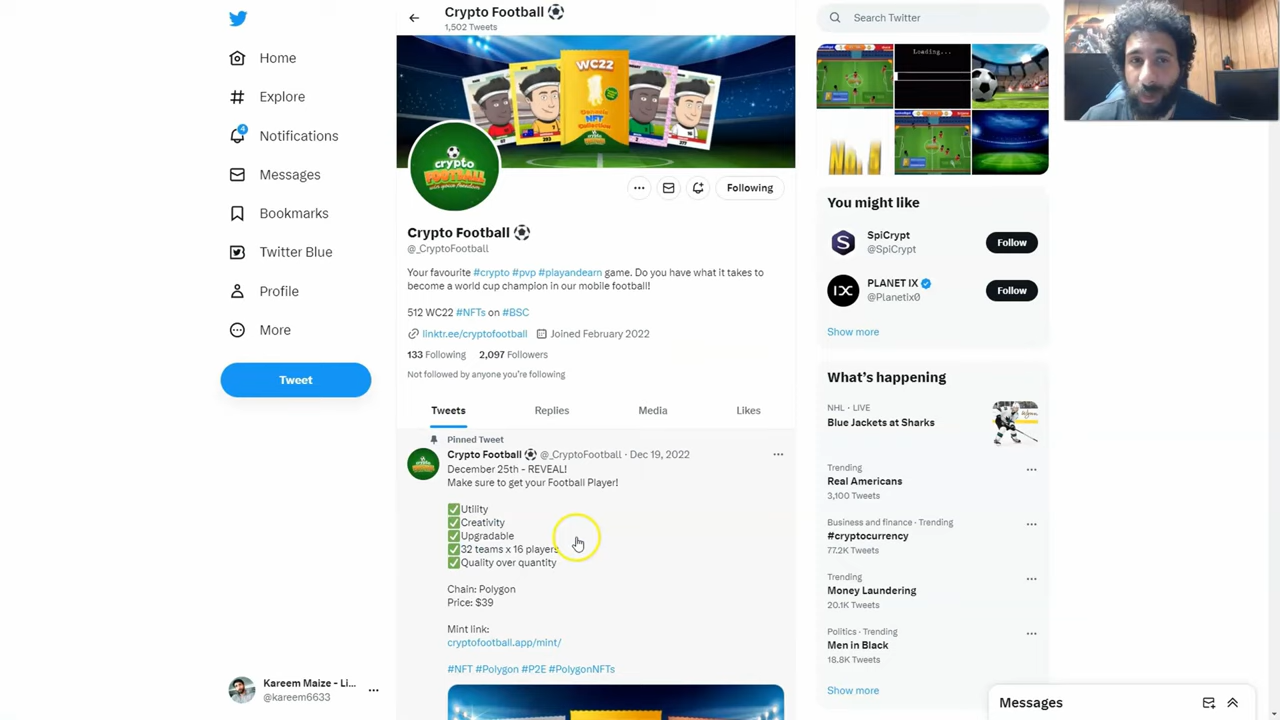 Home
Explore
4
Notifications
Messages
Bookmarks
Twitter Blue
Profile
More
Tweet
Kareem Maize - Li...
@kareem6633
Crypto Football
1,502 Tweets
WC22
NFT
crypto
FOOTBALL
Following
Crypto Football
@_CryptoFootball
Your favourite #crypto #pvp #playandearn game. Do you have what it takes to
become a world cup champion in our mobile football!
512 WC22 #NFTs on #BSC
linktr.ee/cryptofootball
Joined February 2022
133 Following 2,097 Followers
Not followed by anyone you're following
Tweets Replies Media Likes
Pinned Tweet
Crypto Football @_CryptoFootball · Dec 19, 2022
December 25th - REVEAL!
Make sure to get your Football Player!
Utility
Creativity
Upgradable
32 teams x 16 players
Quality over quantity
Chain: Polygon
Price: $39
Mint link:
cryptofootball.app/mint/
#NFT #Polygon #P2E #PolygonNFTs
Search Twitter
Loading...
You might like
SpiCrypt
@SpiCrypt
Follow
PLANET IX
@Planetix0
Follow
Show more
What's happening
NHL · LIVE
Blue Jackets at Sharks
Trending
Real Americans
3,100 Tweets
Business and finance · Trending
#cryptocurrency
77.2K Tweets
Trending
Money Laundering
20.1K Tweets
Politics · Trending
Men in Black
18.8K Tweets
Show more
Messages